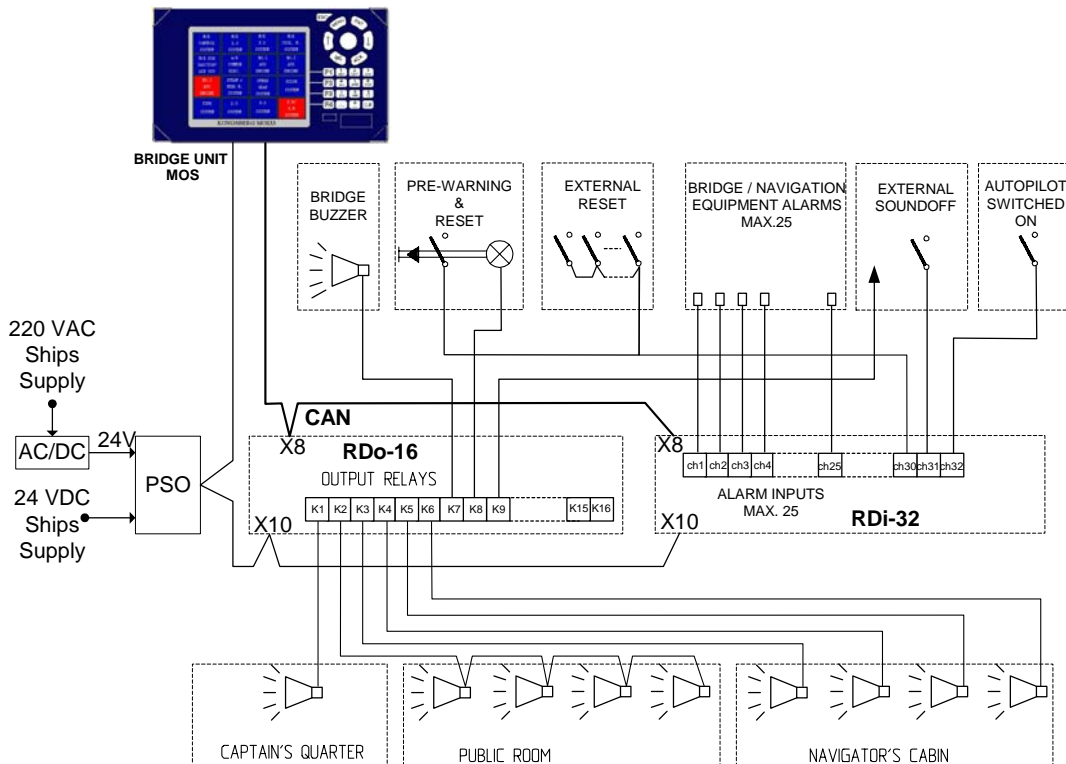 BRIDGE UNIT
MOS
BRIDGE
BUZZER
PRE-WARNING
&
RESET
EXTERNAL
RESET
BRIDGE / NAVIGATION
EQUIPMENT ALARMS
MAX.25
EXTERNAL
SOUNDOFF
AUTOPILOT
SWITCHED
ON
220 VAC
Ships
Supply
AC/DC
24V
PSO
24 VDC
Ships
Supply
CAN
X8
RDo-16
OUTPUT RELAYS
K1 K2 K3 K4 K5 K6 K7 K8 K9 K15 K16
X10
X8
ch1 ch2 ch3 ch4 ch25 ch30 ch31 ch32
ALARM INPUTS
MAX. 25
RDi-32
X10
CAPTAIN'S QUARTER
PUBLIC ROOM
NAVIGATOR'S CABIN